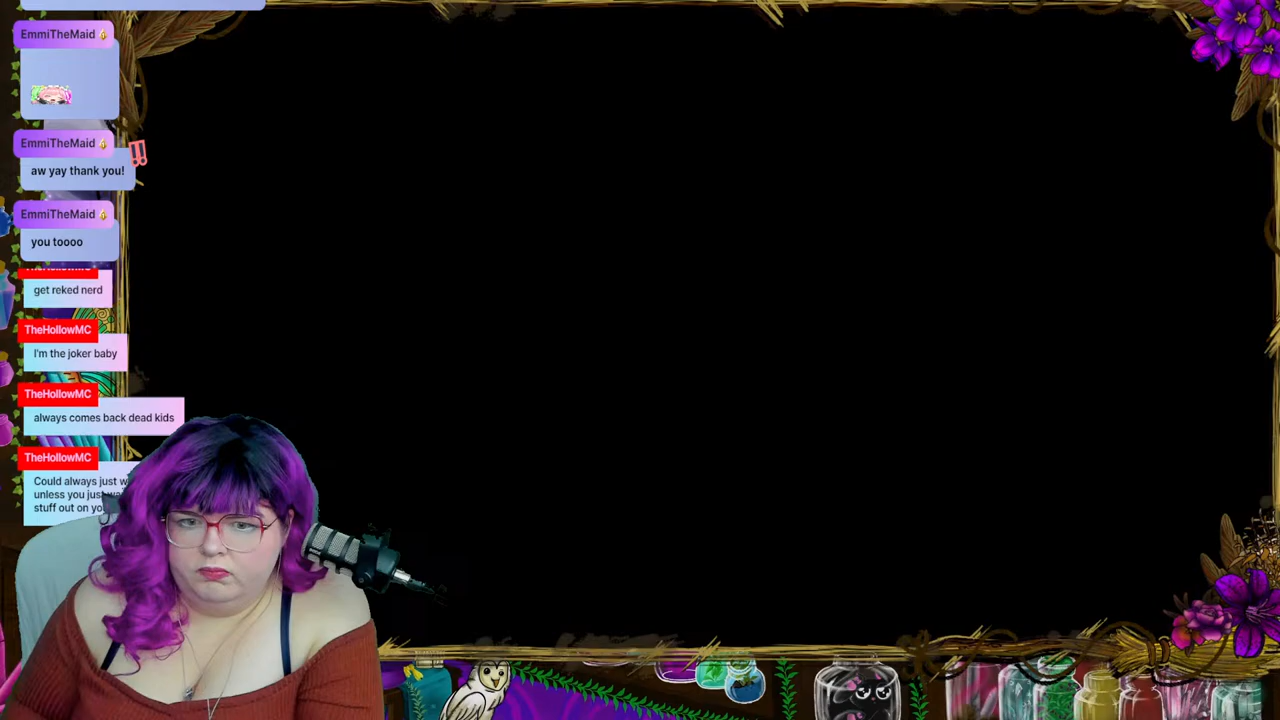 EmmiTheMaid
EmmiTheMaid
aw yay thank you!
EmmiTheMaid
you toooo
TheHollowMC
get reked nerd
TheHollowMC
I'm the joker baby
TheHollowMC
always comes back dead kids
TheHollowMC
Could always just
unless you just
stuff out on